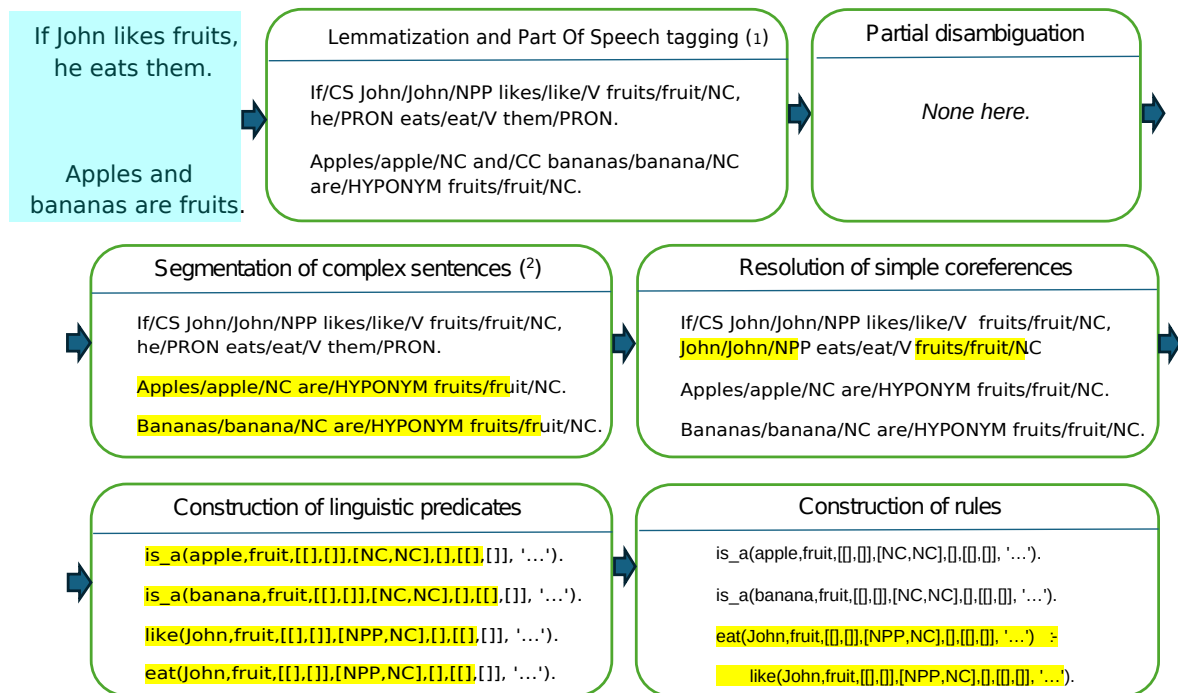 If John likes fruits,
he eats them.
Apples and
bananas are fruits.
Lemmatization and Part Of Speech tagging (1)
If/CS John/John/NPP likes/like/V fruits/fruit/NC,
he/PRON eats/eat/V them/PRON.
Apples/apple/NC and/CC bananas/banana/NC
are/HYPONYM fruits/fruit/NC.
Partial disambiguation
None here.
Segmentation of complex sentences (²)
If/CS John/John/NPP likes/like/V fruits/fruit/NC,
he/PRON eats/eat/V them/PRON.
Apples/apple/NC are/HYPONYM fruits/fruit/NC.
Bananas/banana/NC are/HYPONYM fruits/fruit/NC.
Resolution of simple coreferences
If/CS John/John/NPP likes/like/V fruits/fruit/NC,
John/John/NPP eats/eat/V fruits/fruit/NC
Apples/apple/NC are/HYPONYM fruits/fruit/NC.
Bananas/banana/NC are/HYPONYM fruits/fruit/NC.
Construction of linguistic predicates
is_a(apple,fruit,[[],[]],[NC,NC],[],[[],[]], '...').
is_a(banana,fruit,[[],[]],[NC,NC],[],[[],[]], '...').
like(John,fruit,[[],[]],[NPP,NC],[],[[],[]], '...').
eat(John,fruit,[[],[]],[NPP,NC],[],[[],[]], '...').
Construction of rules
is_a(apple,fruit,[[],[]],[NC,NC],[],[[],[]], '...').
is_a(banana,fruit,[[],[]],[NC,NC],[],[[],[]], '...').
eat(John,fruit,[[],[]],[NPP,NC],[],[[],[]], '...') :-
like(John,fruit,[[],[]],[NPP,NC],[],[[],[]], '...').